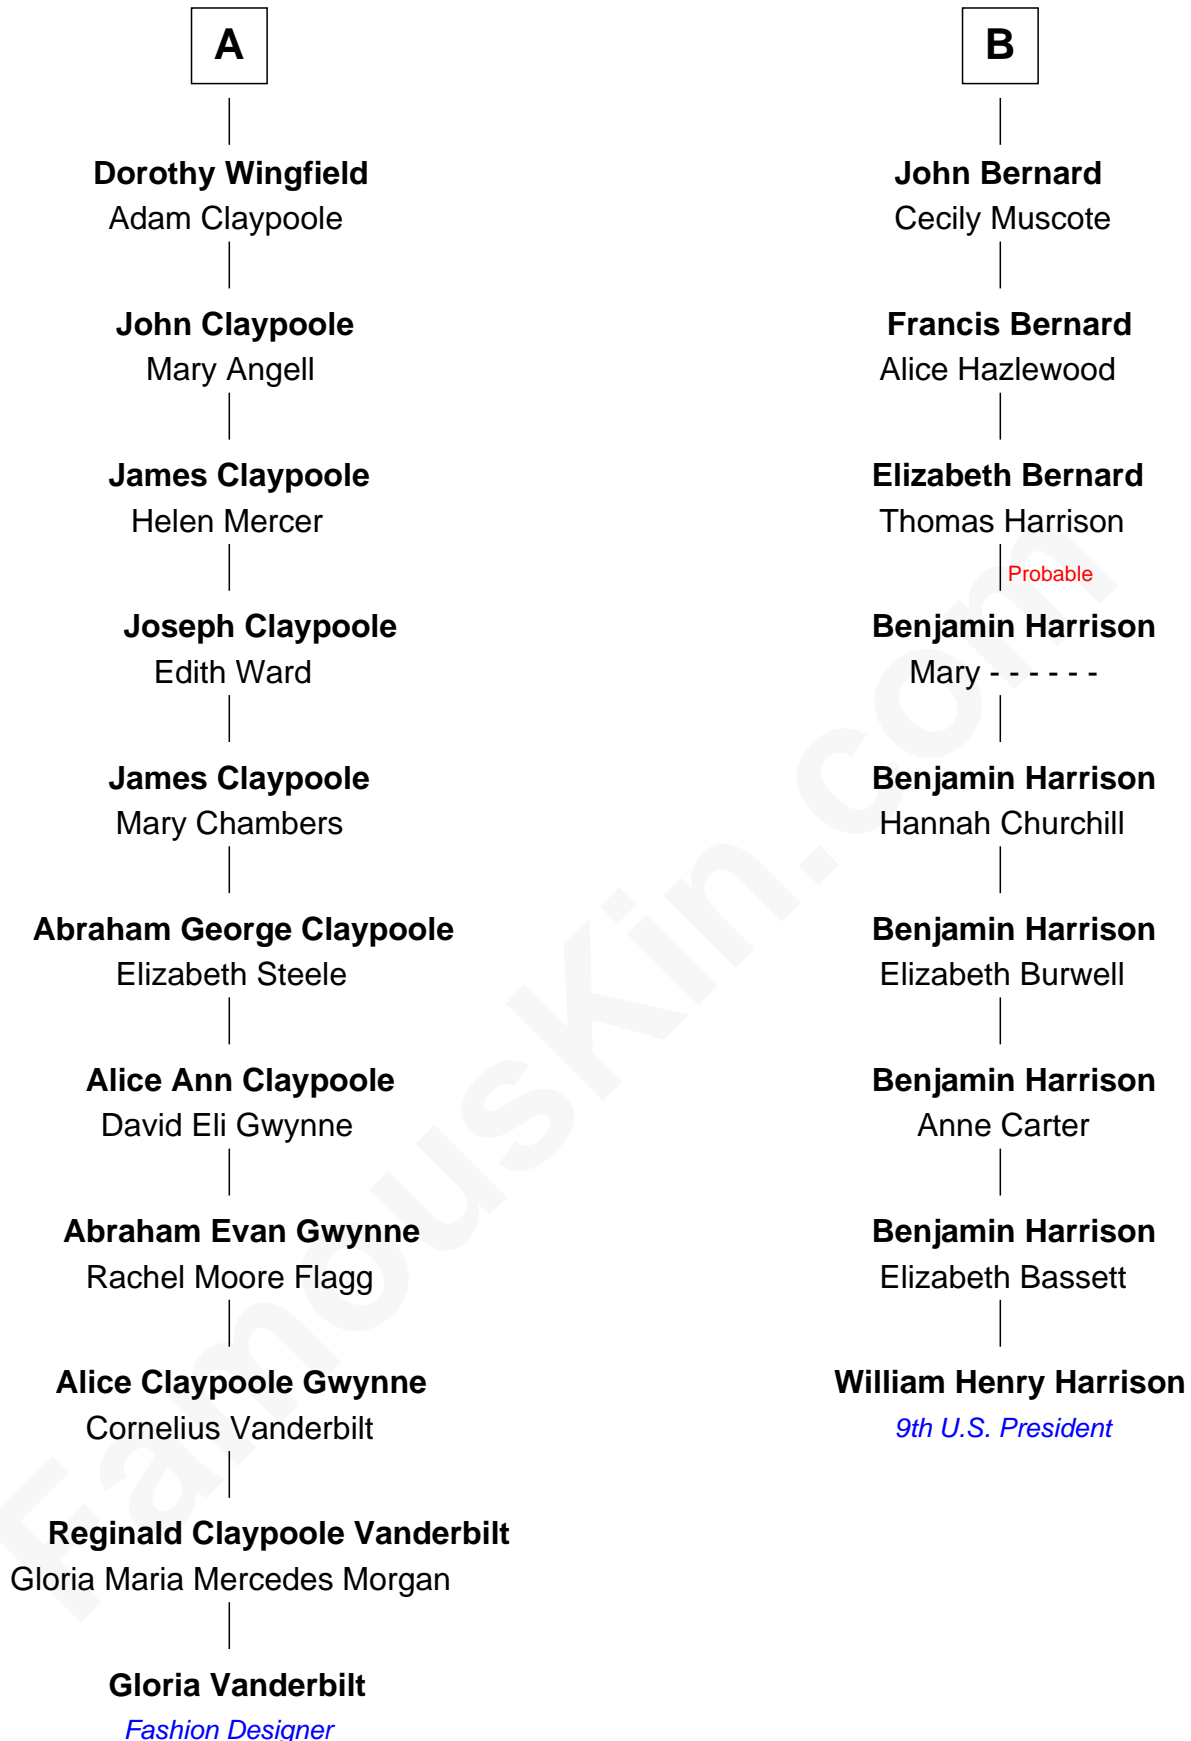 A
Dorothy Wingfield
Adam Claypoole
John Claypoole
Mary Angell
James Claypoole
Helen Mercer
Joseph Claypoole
Edith Ward
James Claypoole
Mary Chambers
Abraham George Claypoole
Elizabeth Steele
Alice Ann Claypoole
David Eli Gwynne
Abraham Evan Gwynne
Rachel Moore Flagg
Alice Claypoole Gwynne
Cornelius Vanderbilt
Reginald Claypoole Vanderbilt
Gloria Maria Mercedes Morgan
Gloria Vanderbilt
Fashion Designer
B
John Bernard
Cecily Muscote
Francis Bernard
Alice Hazlewood
Elizabeth Bernard
Thomas Harrison
Probable
Benjamin Harrison
Mary - - - - - -
Benjamin Harrison
Hannah Churchill
Benjamin Harrison
Elizabeth Burwell
Benjamin Harrison
Anne Carter
Benjamin Harrison
Elizabeth Bassett
William Henry Harrison
9th U.S. President
FamousKin.com